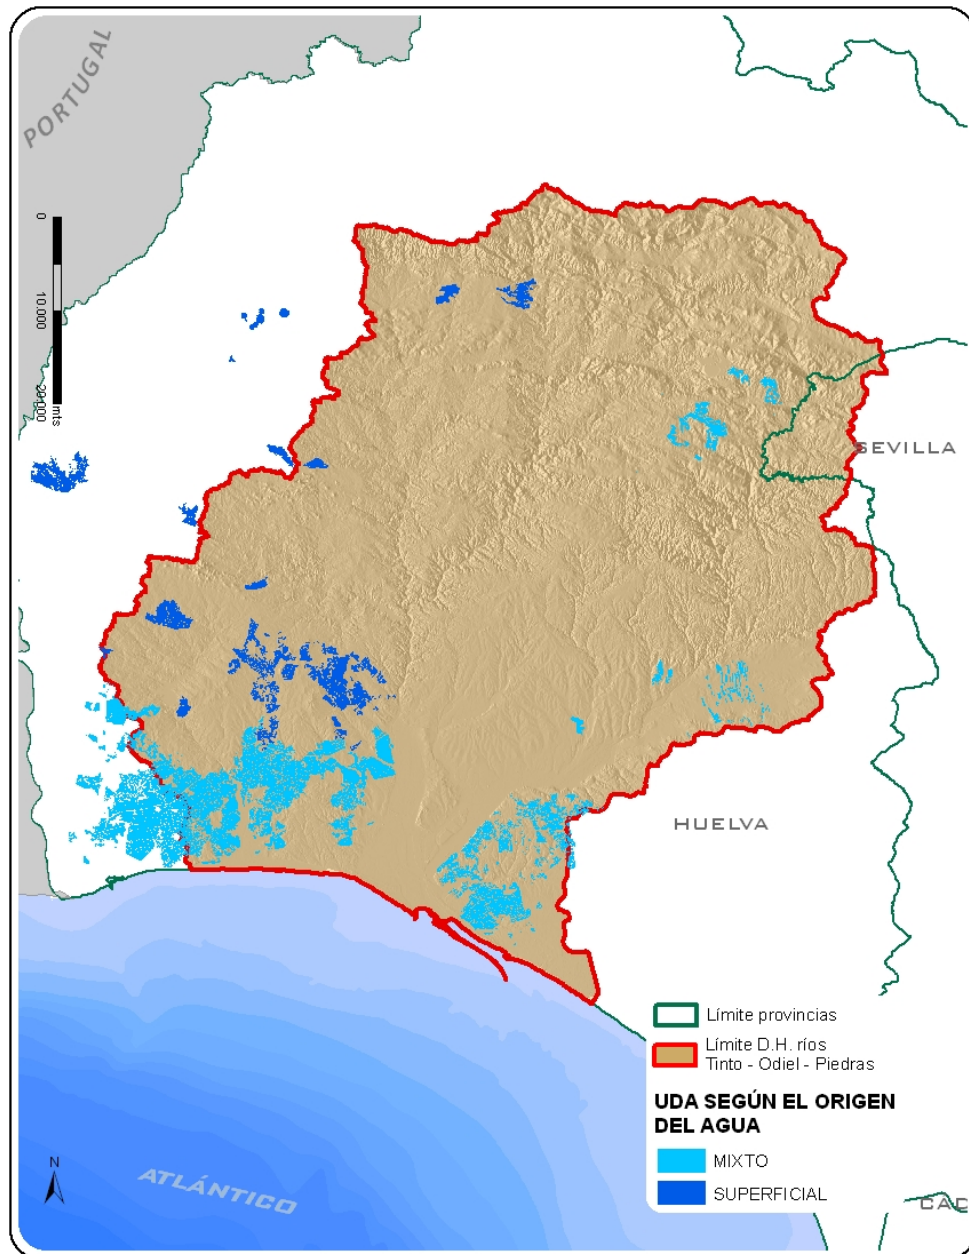 PORTUGAL
0
10.000
20.000
mts
SEVILLA
HUELVA
Límite provincias
Límite D.H. ríos
Tinto - Odiel - Piedras
UDA SEGÚN EL ORIGEN
DEL AGUA
MIXTO
SUPERFICIAL
N
ATLÁNTICO
CAD